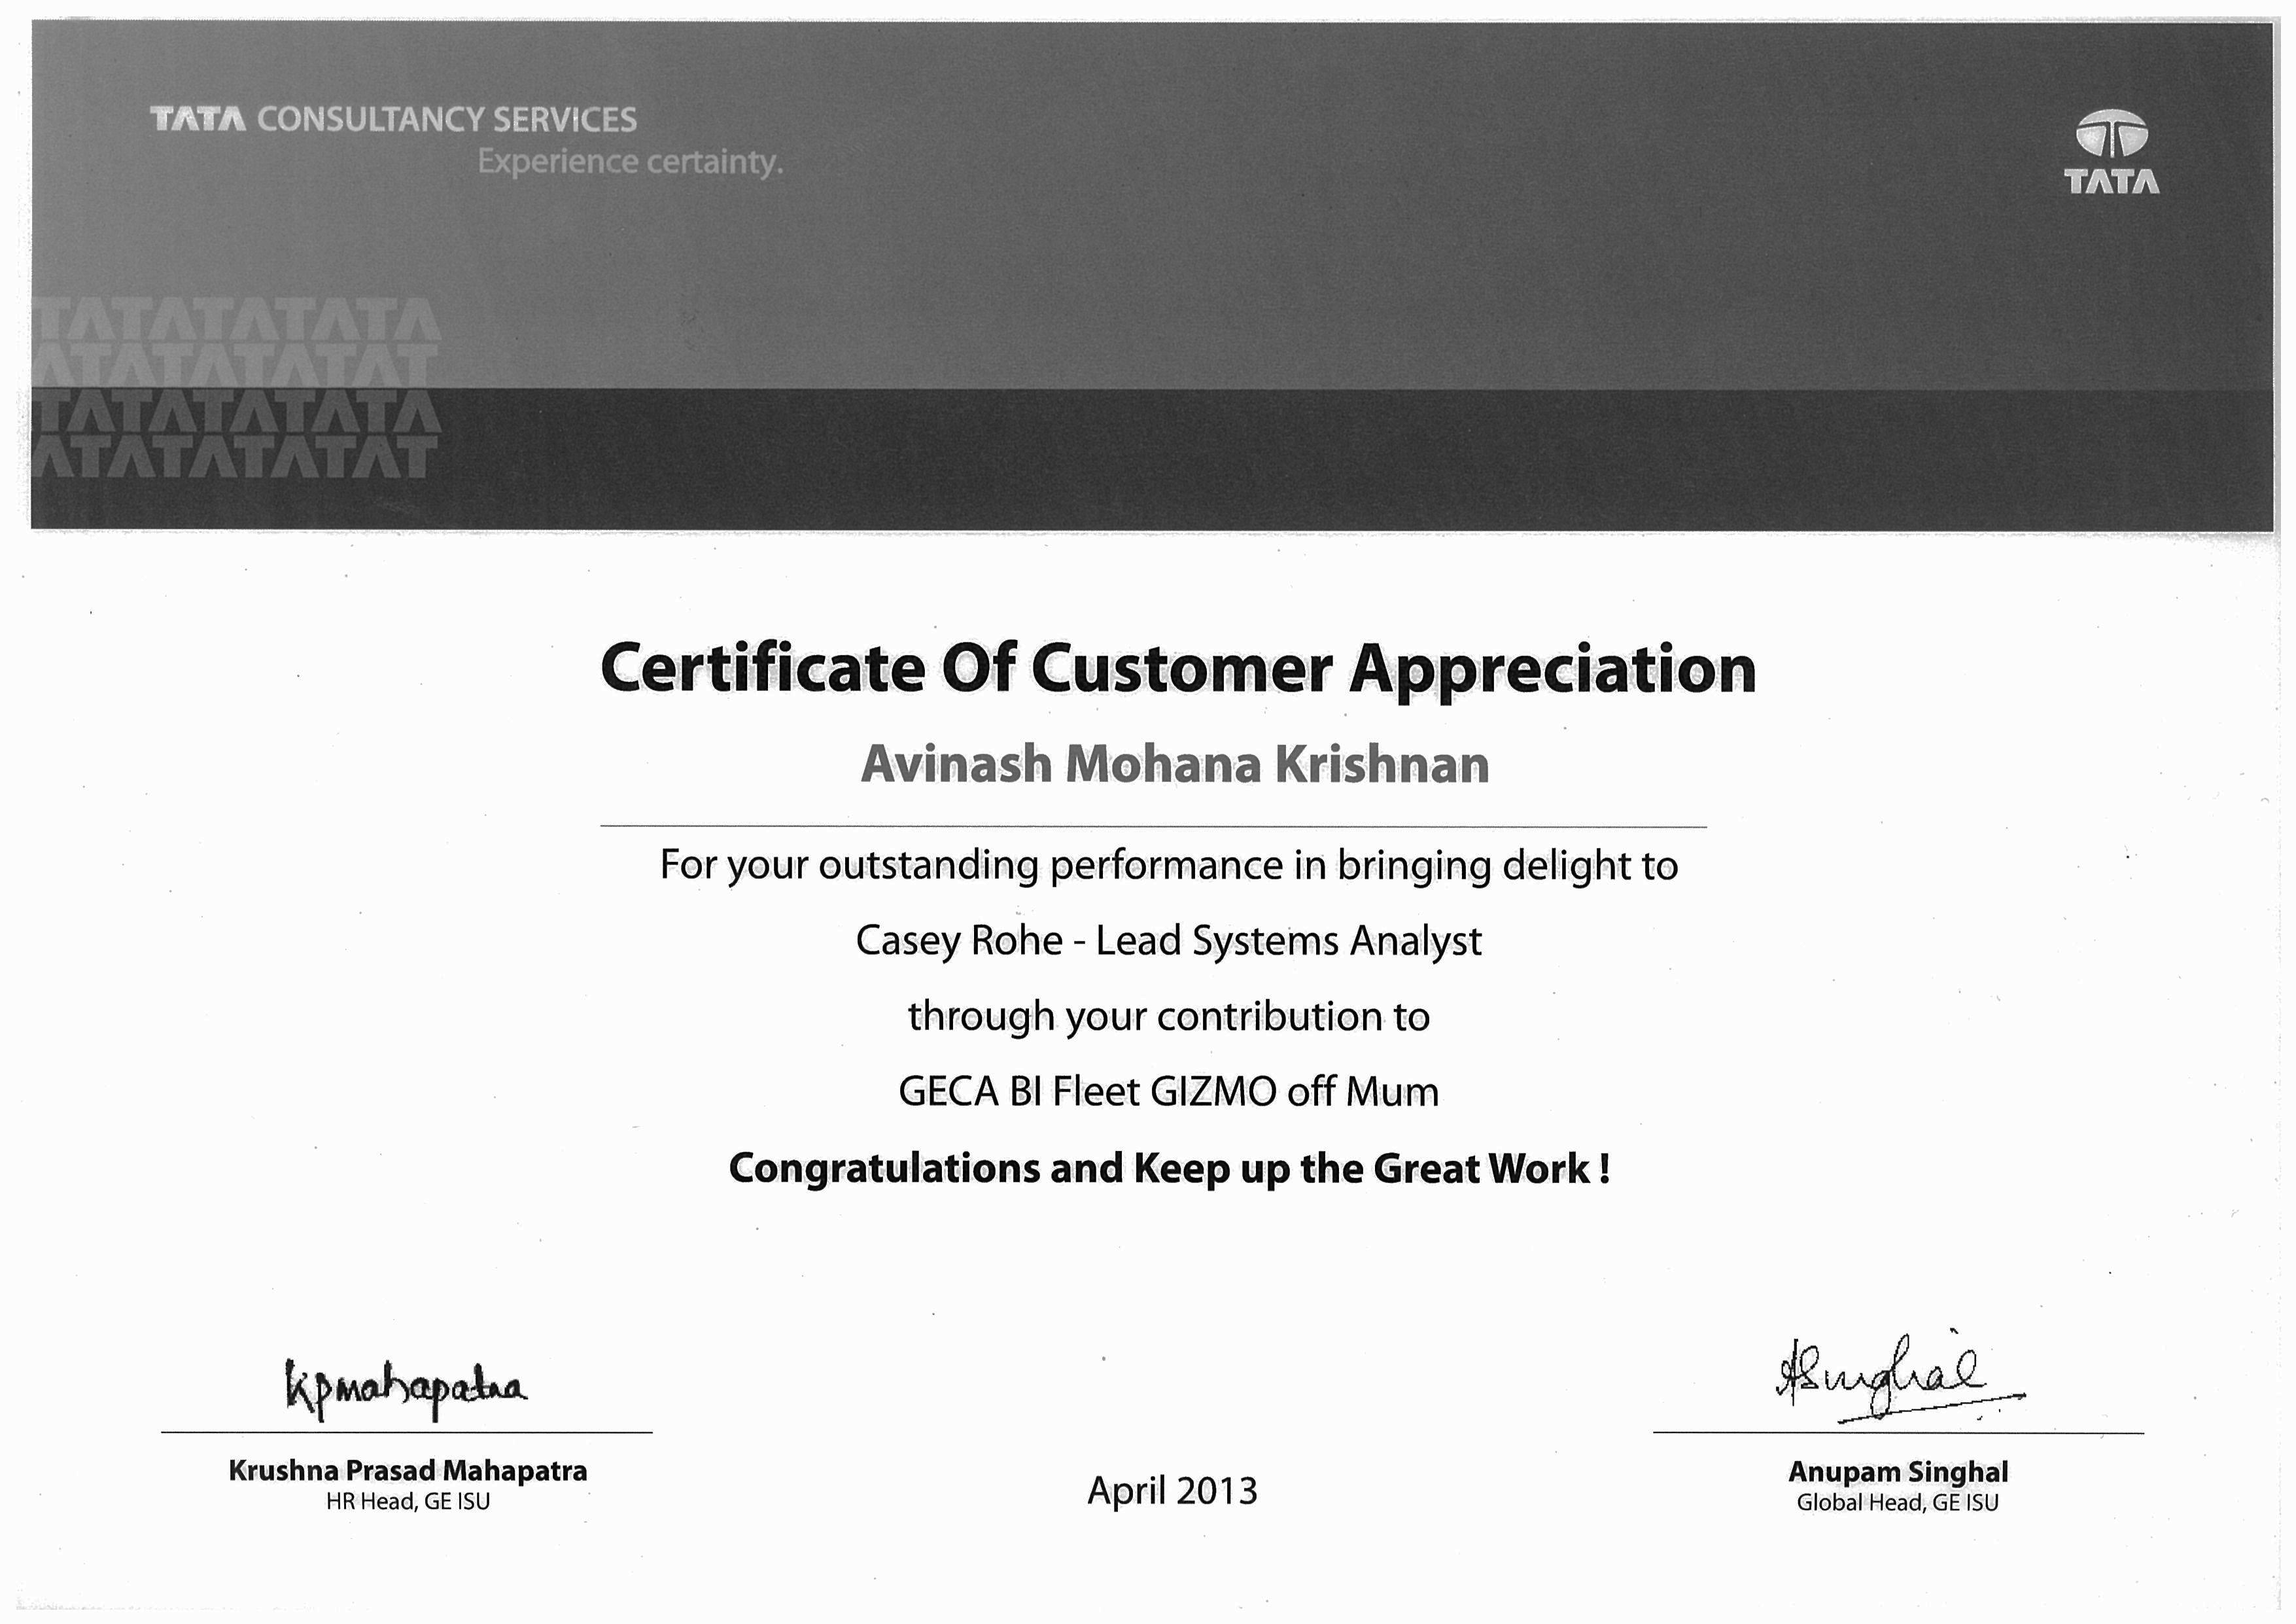 TATA CONSULTANCY SERVICES
Experience certainty.
TATA
TATATATATATA
ATATATATATAT
TATATATATATA
ATATATATATAT
Certificate Of Customer Appreciation
Avinash Mohana Krishnan
For your outstanding performance in bringing delight to
Casey Rohe - Lead Systems Analyst
through your contribution to
GECA BI Fleet GIZMO off Mum
Congratulations and Keep up the Great Work !
Kpmahapatra
Krushna Prasad Mahapatra
HR Head, GE ISU
April 2013
ASinghal
Anupam Singhal
Global Head, GE ISU